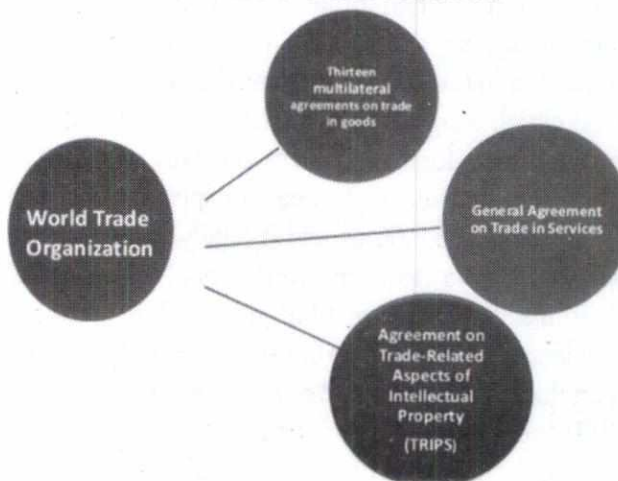 Thirteen
multilateral
agreements on trade
in goods
World Trade
Organization
General Agreement
on Trade in Services
Agreement on
Trade-Related
Aspects of
Intellectual
Property
(TRIPS)